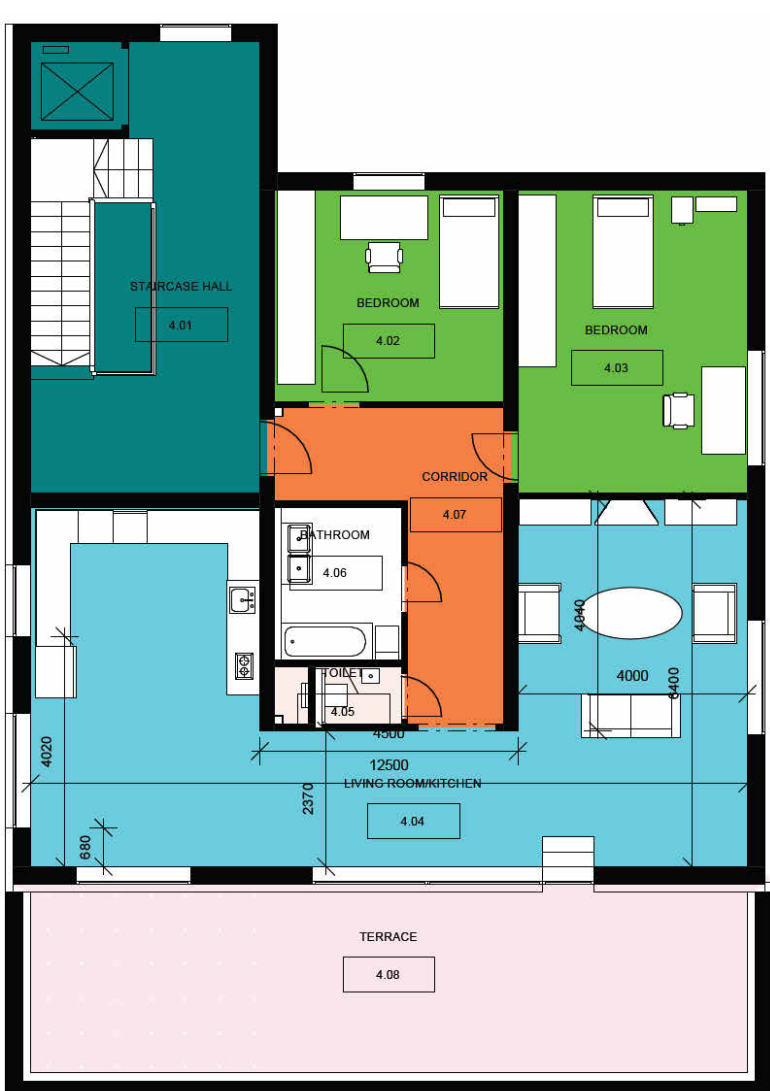 STAIRCASE HALL
4.01
BEDROOM
4.02
BEDROOM
4.03
CORRIDOR
4.07
BATHROOM
4.06
TOILET
4.05
4040
4000
6400
4500
12500
4020
2370
680
LIVING ROOM/KITCHEN
4.04
TERRACE
4.08